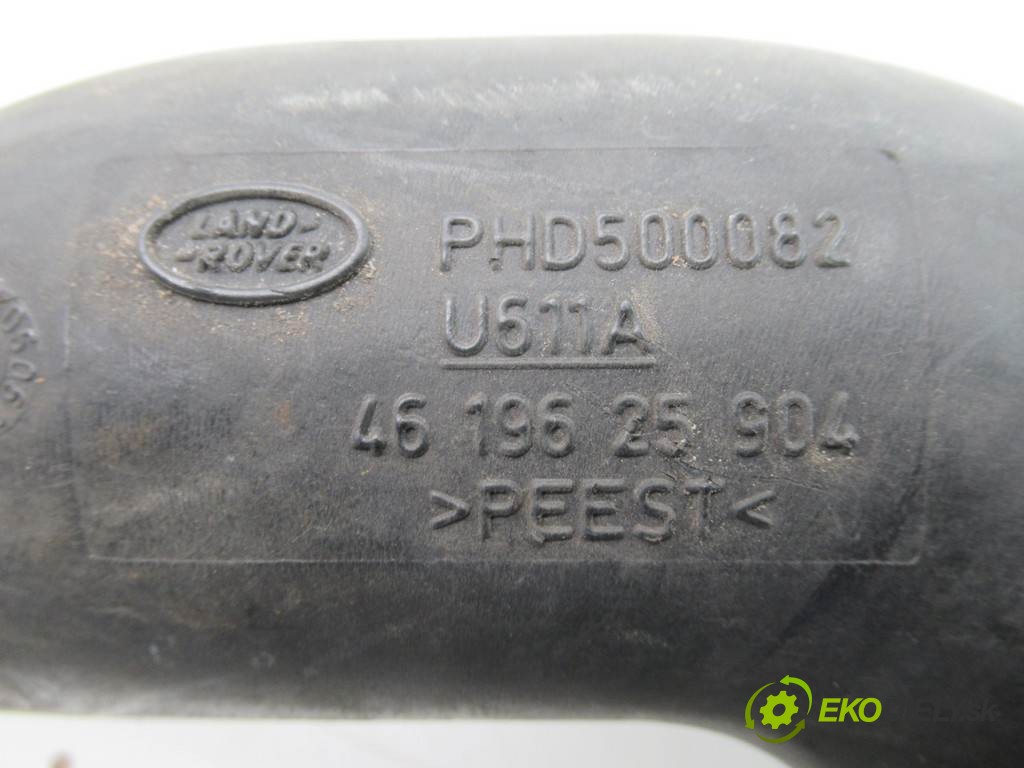 LAND-
-ROVER
PHD500082
U611A
46 196 25 904
>PEEST<
EKO